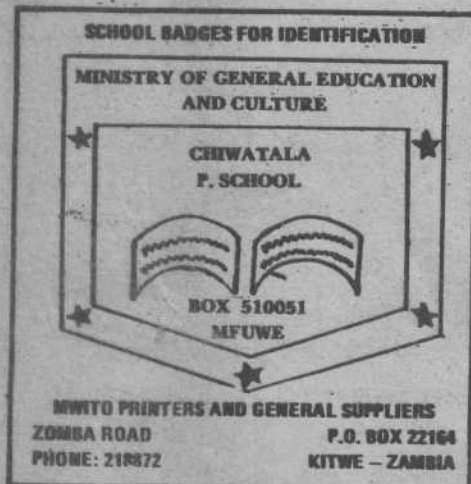 SCHOOL BADGES FOR IDENTIFICATION
MINISTRY OF GENERAL EDUCATION
AND CULTURE
CHIWATALA
P. SCHOOL
BOX 510051
MFUWE
MWITO PRINTERS AND GENERAL SUPPLIERS
ZOMBA ROAD P.O. BOX 22164
PHONE: 218872 KITWE – ZAMBIA